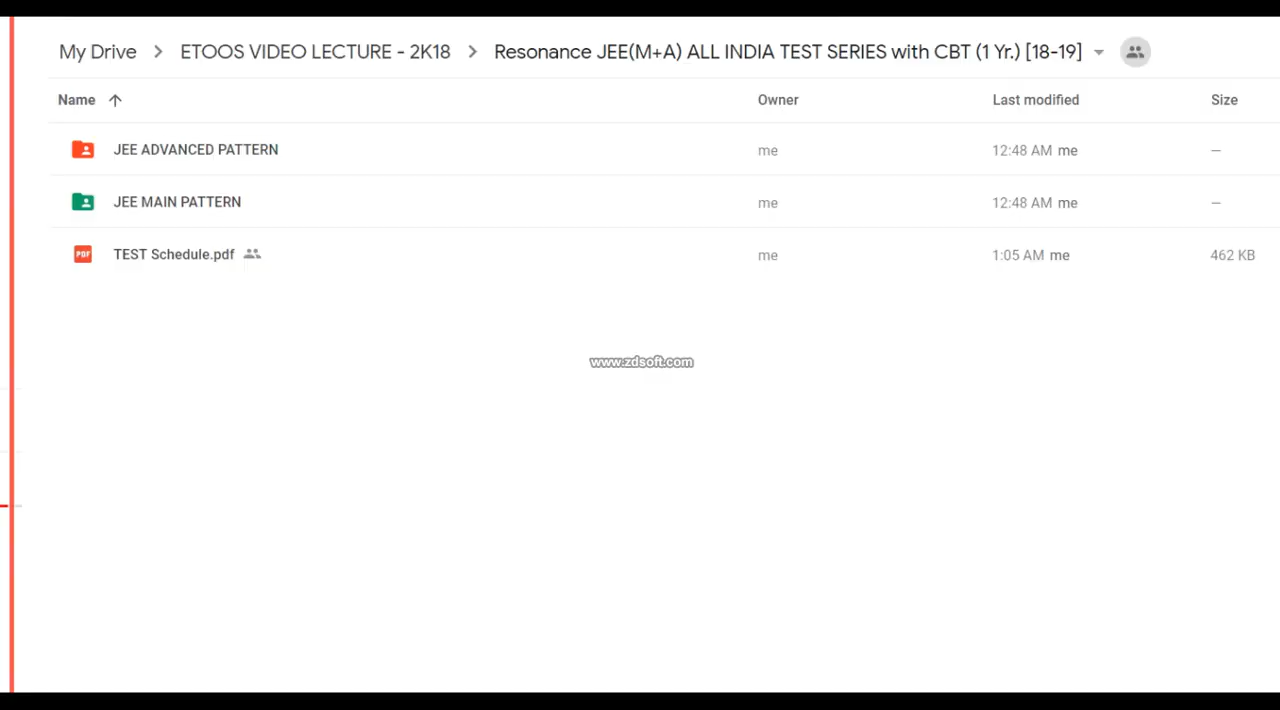 My Drive > ETOOS VIDEO LECTURE - 2K18 > Resonance JEE(M+A) ALL INDIA TEST SERIES with CBT (1 Yr.) [18-19]
Name Owner Last modified Size
JEE ADVANCED PATTERN me 12:48 AM me —
JEE MAIN PATTERN me 12:48 AM me —
PDF TEST Schedule.pdf me 1:05 AM me 462 KB
www.zdsoft.com